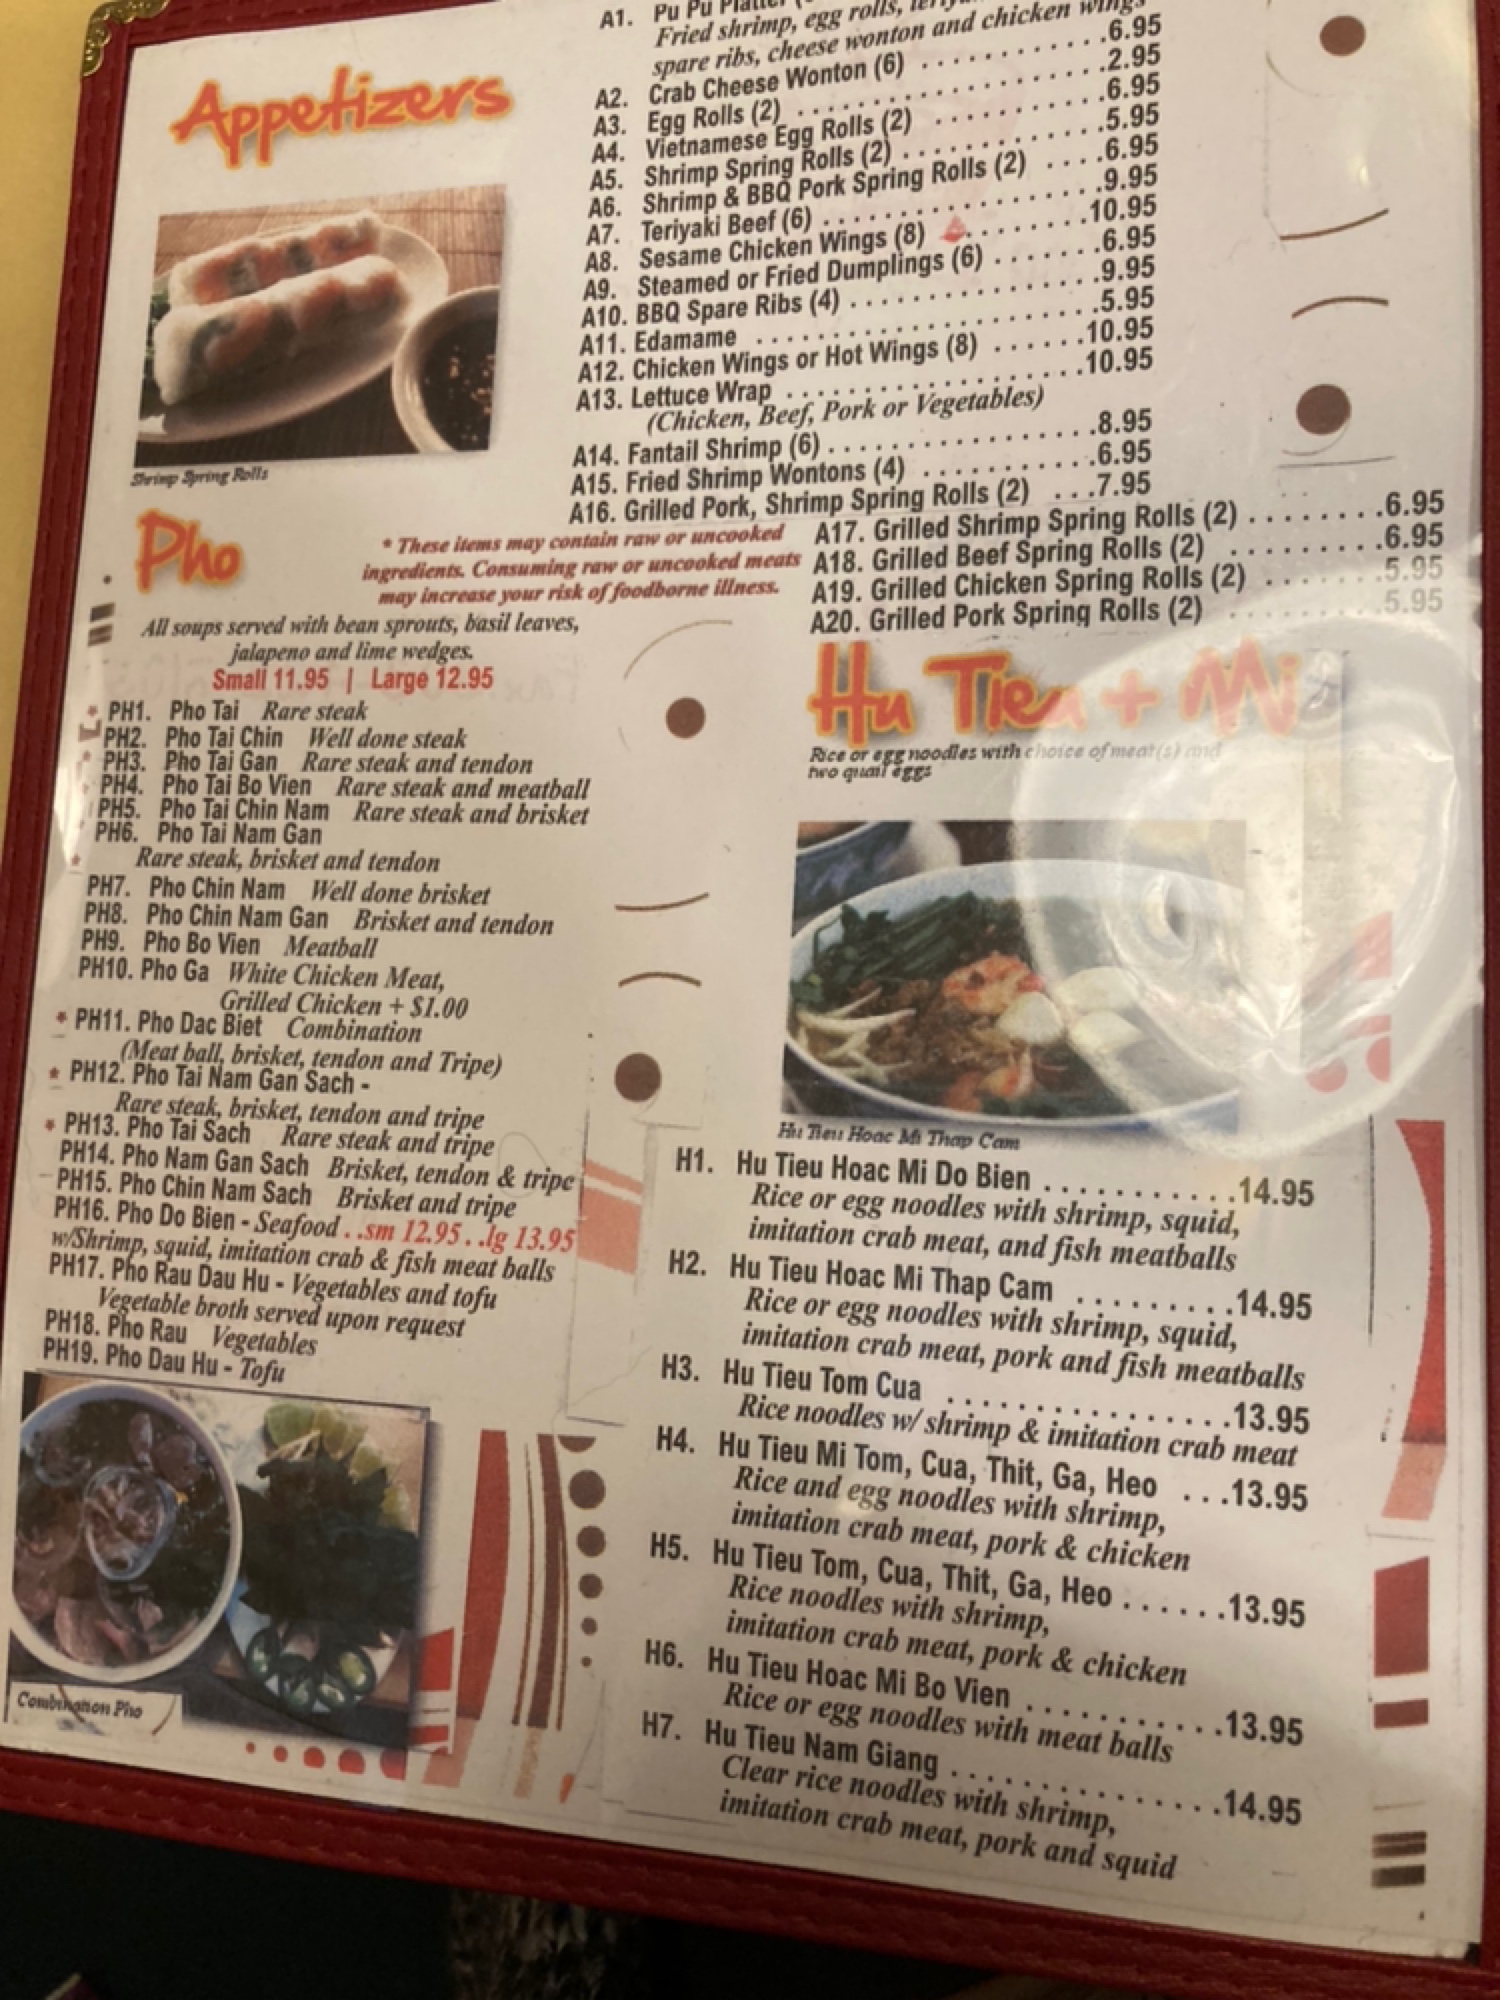 A1. Pu Pu Platter
Fried shrimp, egg rolls,
spare ribs, cheese wonton and chicken wings
A2. Crab Cheese Wonton (6) . . . . . . . . . . .6.95
A3. Egg Rolls (2) . . . . . . . . . . . . . . . . . .2.95
A4. Vietnamese Egg Rolls (2) . . . . . . . . . .6.95
A5. Shrimp Spring Rolls (2) . . . . . . . . . . . .5.95
A6. Shrimp & BBQ Pork Spring Rolls (2) . . . .6.95
A7. Teriyaki Beef (6) . . . . . . . . . . . . . . . .9.95
A8. Sesame Chicken Wings (8) . . . . . . .10.95
A9. Steamed or Fried Dumplings (6) . . . . . . .6.95
A10. BBQ Spare Ribs (4) . . . . . . . . . . . . . . .9.95
A11. Edamame . . . . . . . . . . . . . . . . . . . .5.95
A12. Chicken Wings or Hot Wings (8) . . . . . .10.95
A13. Lettuce Wrap . . . . . . . . . . . . . . . . . .10.95
(Chicken, Beef, Pork or Vegetables)
A14. Fantail Shrimp (6) . . . . . . . . . . . . . . . .8.95
A15. Fried Shrimp Wontons (4) . . . . . . . . . . .6.95
A16. Grilled Pork, Shrimp Spring Rolls (2) . . .7.95
A17. Grilled Shrimp Spring Rolls (2) . . . . . . . .6.95
A18. Grilled Beef Spring Rolls (2) . . . . . . . . . .6.95
A19. Grilled Chicken Spring Rolls (2) . . . . . . .5.95
A20. Grilled Pork Spring Rolls (2) . . . . . . . . . .5.95
Appetizers
Shrimp Spring Rolls
Pho
* These items may contain raw or uncooked
ingredients. Consuming raw or uncooked meats
may increase your risk of foodborne illness.
All soups served with bean sprouts, basil leaves,
jalapeno and lime wedges.
Small 11.95 | Large 12.95
* PH1. Pho Tai Rare steak
PH2. Pho Tai Chin Well done steak
* PH3. Pho Tai Gan Rare steak and tendon
PH4. Pho Tai Bo Vien Rare steak and meatball
PH5. Pho Tai Chin Nam Rare steak and brisket
PH6. Pho Tai Nam Gan
* Rare steak, brisket and tendon
PH7. Pho Chin Nam Well done brisket
PH8. Pho Chin Nam Gan Brisket and tendon
PH9. Pho Bo Vien Meatball
PH10. Pho Ga White Chicken Meat,
Grilled Chicken + $1.00
* PH11. Pho Dac Biet Combination
(Meat ball, brisket, tendon and Tripe)
* PH12. Pho Tai Nam Gan Sach -
Rare steak, brisket, tendon and tripe
* PH13. Pho Tai Sach Rare steak and tripe
PH14. Pho Nam Gan Sach Brisket, tendon & tripe
PH15. Pho Chin Nam Sach Brisket and tripe
PH16. Pho Do Bien - Seafood . .sm 12.95 . .lg 13.95
w/Shrimp, squid, imitation crab & fish meat balls
PH17. Pho Rau Dau Hu - Vegetables and tofu
Vegetable broth served upon request
PH18. Pho Rau Vegetables
PH19. Pho Dau Hu - Tofu
Combination Pho
Hu Tieu + Mi
Rice or egg noodles with choice of meat(s) and
two quail eggs
Hu Tieu Hoac Mi Thap Cam
H1. Hu Tieu Hoac Mi Do Bien . . . . . . . . . . .14.95
Rice or egg noodles with shrimp, squid,
imitation crab meat, and fish meatballs
H2. Hu Tieu Hoac Mi Thap Cam . . . . . . . . .14.95
Rice or egg noodles with shrimp, squid,
imitation crab meat, pork and fish meatballs
H3. Hu Tieu Tom Cua . . . . . . . . . . . . . . . .13.95
Rice noodles w/ shrimp & imitation crab meat
H4. Hu Tieu Mi Tom, Cua, Thit, Ga, Heo . . .13.95
Rice and egg noodles with shrimp,
imitation crab meat, pork & chicken
H5. Hu Tieu Tom, Cua, Thit, Ga, Heo . . . . . .13.95
Rice noodles with shrimp,
imitation crab meat, pork & chicken
H6. Hu Tieu Hoac Mi Bo Vien . . . . . . . . . . .13.95
Rice or egg noodles with meat balls
H7. Hu Tieu Nam Giang . . . . . . . . . . . . . . .14.95
Clear rice noodles with shrimp,
imitation crab meat, pork and squid